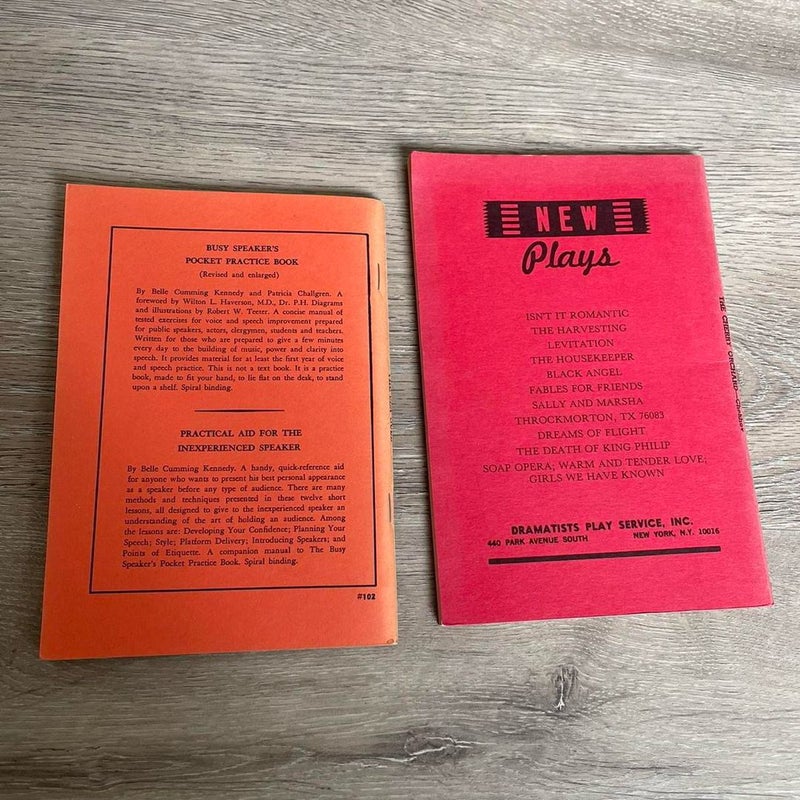 BUSY SPEAKER'S
POCKET PRACTICE BOOK
(Revised and enlarged)
By Belle Cumming Kennedy and Patricia Challgren. A
foreword by Wilton L. Haverson, M.D., Dr. P.H. Diagrams
and illustrations by Robert W. Teeter. A concise manual of
tested exercises for voice and speech improvement prepared
for public speakers, actors, clergymen, students and teachers.
Written for those who are prepared to give a few minutes
every day to the building of music, power and clarity into
speech. It provides material for at least the first year of voice
and speech practice. This is not a text book. It is a practice
book, made to fit your hand, to lie flat on the desk, to stand
upon a shelf. Spiral binding.
PRACTICAL AID FOR THE
INEXPERIENCED SPEAKER
By Belle Cumming Kennedy. A handy, quick-reference aid
for anyone who wants to present his best personal appearance
as a speaker before any type of audience. There are many
methods and techniques presented in these twelve short
lessons, all designed to give to the inexperienced speaker an
understanding of the art of holding an audience. Among
the lessons are: Developing Your Confidence; Planning Your
Speech; Style; Platform Delivery; Introducing Speakers; and
Points of Etiquette. A companion manual to The Busy
Speaker's Pocket Practice Book. Spiral binding.
#102
NEW
Plays
ISN'T IT ROMANTIC
THE HARVESTING
LEVITATION
THE HOUSEKEEPER
BLACK ANGEL
FABLES FOR FRIENDS
SALLY AND MARSHA
THROCKMORTON, TX 76083
DREAMS OF FLIGHT
THE DEATH OF KING PHILIP
SOAP OPERA; WARM AND TENDER LOVE;
GIRLS WE HAVE KNOWN
DRAMATISTS PLAY SERVICE, INC.
440 PARK AVENUE SOUTH NEW YORK, N.Y. 10016
THE CHERRY ORCHARD